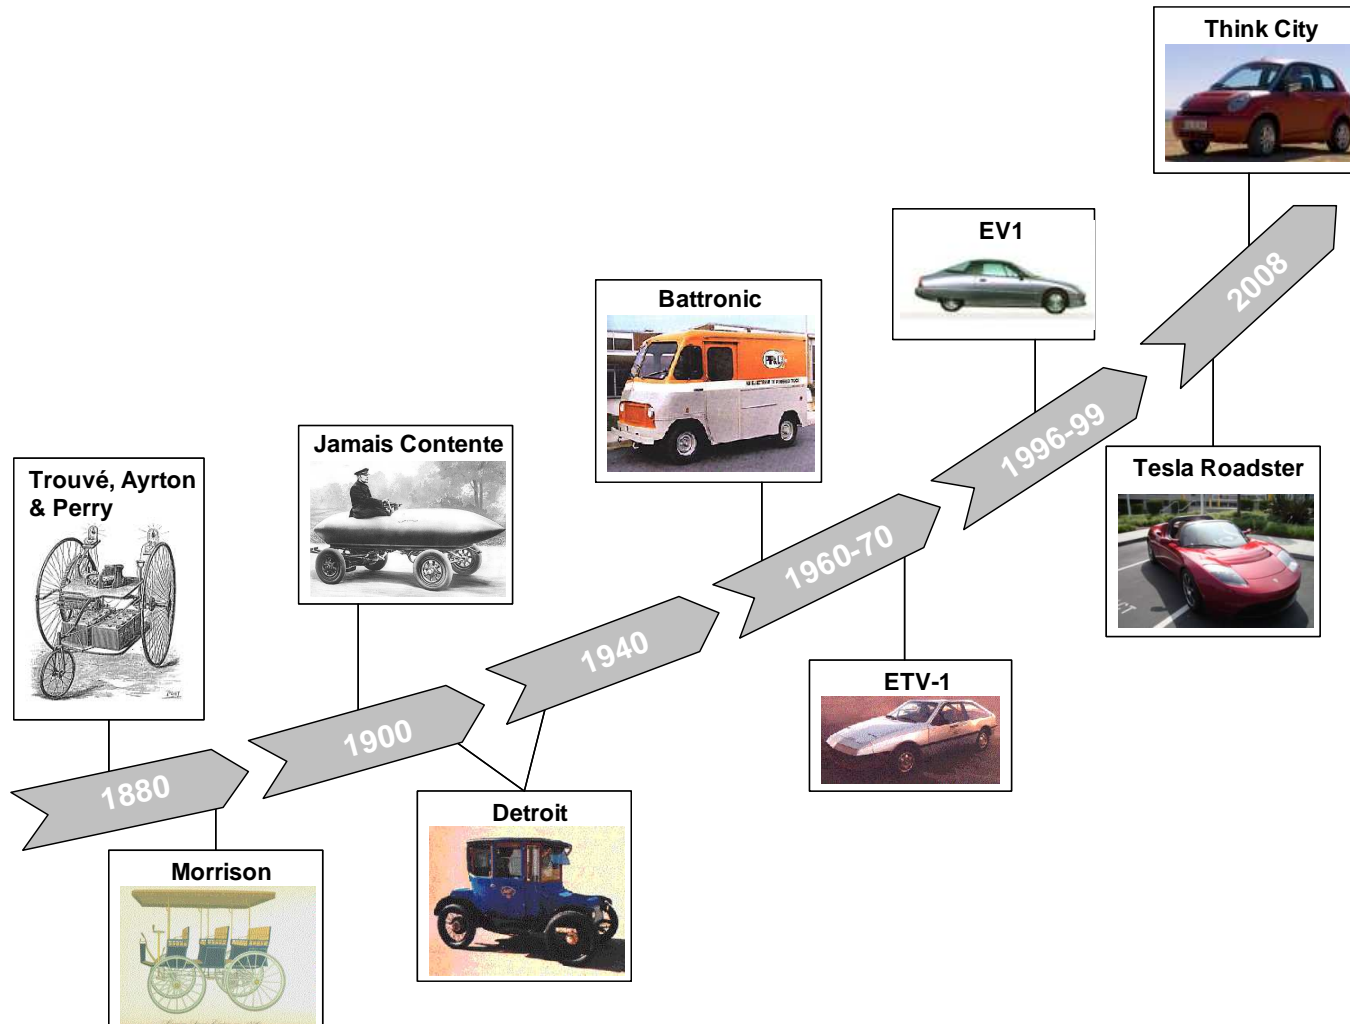 Think City
EV1
2008
Battronic
1996-99
Jamais Contente
Tesla Roadster
Trouvé, Ayrton
& Perry
1960-70
1940
ETV-1
1900
1880
Detroit
Morrison